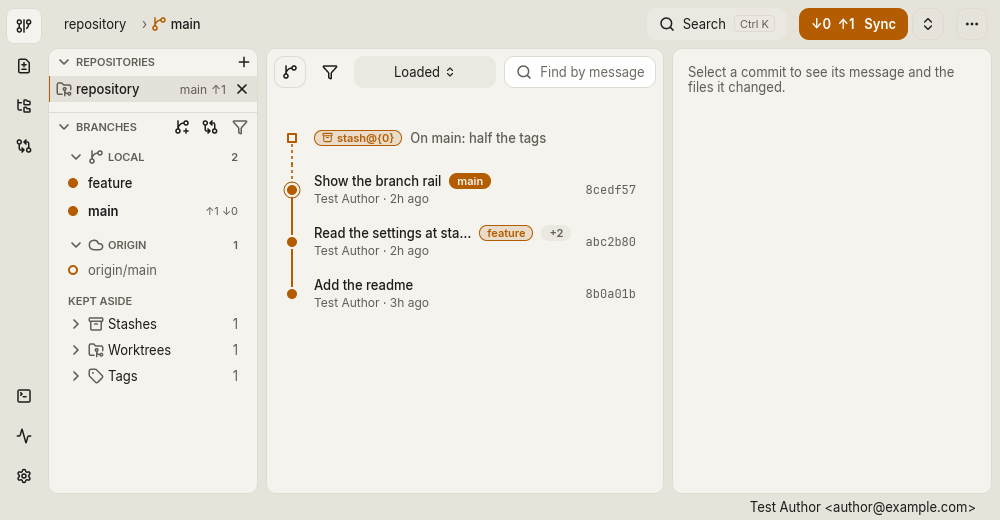 repository › main
Search Ctrl K
↓0 ↑1 Sync
REPOSITORIES
repository main ↑1
BRANCHES
LOCAL 2
feature
main ↑1 ↓0
ORIGIN 1
origin/main
KEPT ASIDE
Stashes 1
Worktrees 1
Tags 1
Loaded
Find by message
stash@{0} On main: half the tags
Show the branch rail main
Test Author · 2h ago
8cedf57
Read the settings at sta... feature +2
Test Author · 2h ago
abc2b80
Add the readme
Test Author · 3h ago
8b0a01b
Select a commit to see its message and the
files it changed.
Test Author <author@example.com>